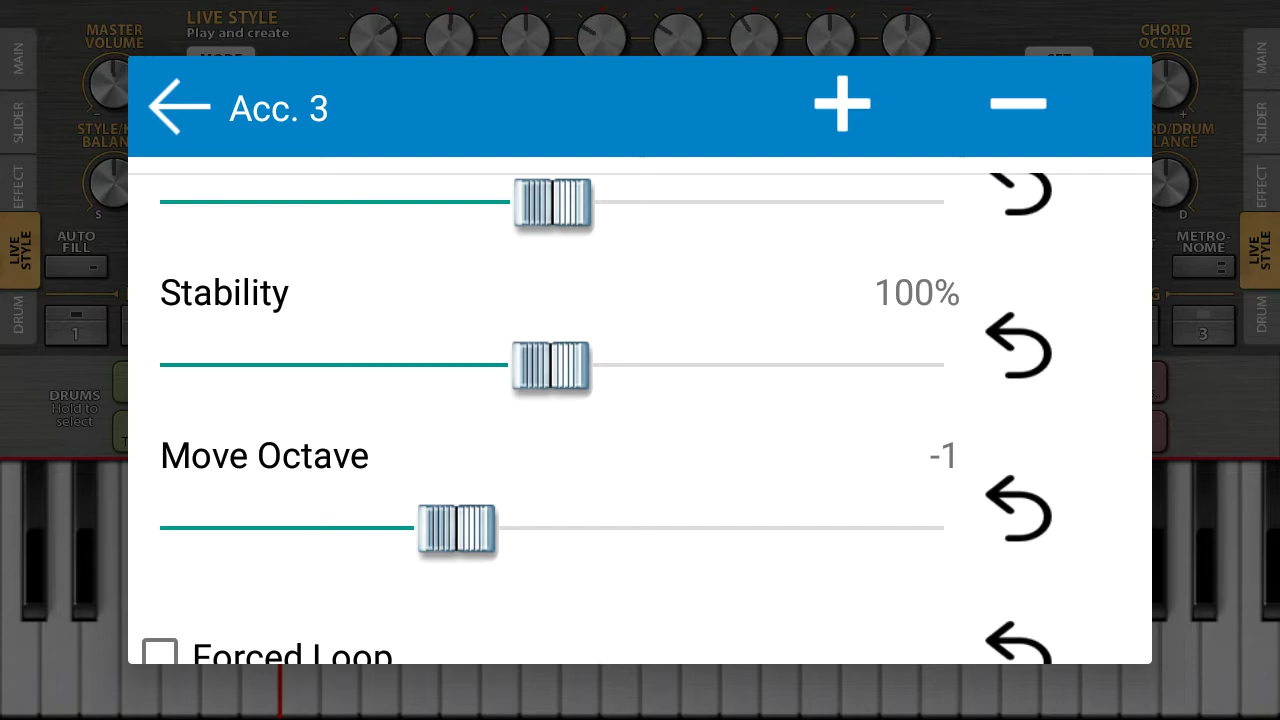 LIVE STYLE
Play and create
MASTER
VOLUME
CHORD
OCTAVE
MAIN
MAIN
Acc. 3
SLIDER
SLIDER
EFFECT
EFFECT
S
D
Stability
100%
AUTO
FILL
METRO-
NOME
LIVE
STYLE
LIVE
STYLE
DRUM
DRUM
1
3
DRUMS
Hold to
select
Move Octave
-1
Forced Loop